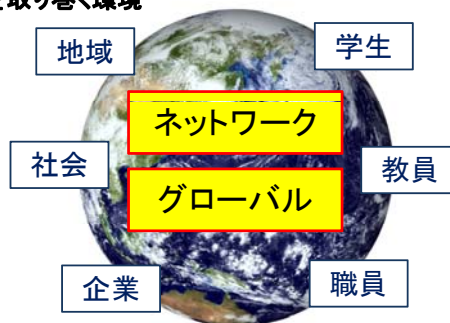 取り巻く環境
地域
学生
ネットワーク
社会
教員
グローバル
企業
職員